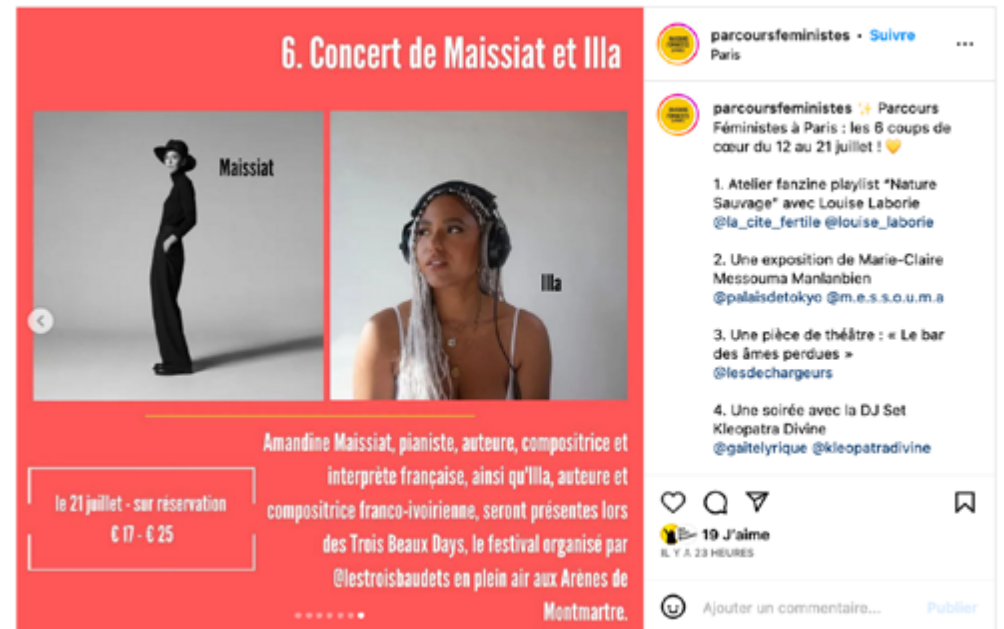 6. Concert de Maissiat et Illa
Maissiat
Illa
Amandine Maissiat, pianiste, auteure, compositrice et
interprète française, ainsi qu'Illa, auteure et
compositrice franco-ivoirienne, seront présentes lors
des Trois Beaux Days, le festival organisé par
@lestroisbaudets en plein air aux Arènes de
Montmartre.
le 21 juillet - sur réservation
€ 17 - € 25
parcoursfeministes • Suivre
Paris
parcoursfeministes ✨ Parcours
Féministes à Paris : les 6 coups de
cœur du 12 au 21 juillet ! 💛
1. Atelier fanzine playlist "Nature
Sauvage" avec Louise Laborie
@la_cite_fertile @louise_laborie
2. Une exposition de Marie-Claire
Messouma Manlanbien
@palaisdetokyo @m.e.s.s.o.u.m.a
3. Une pièce de théâtre : « Le bar
des âmes perdues »
@lesdechargeurs
4. Une soirée avec la DJ Set
Kleopatra Divine
@gaitelyrique @kleopatradivine
19 J'aime
IL Y A 23 HEURES
Ajouter un commentaire... Publier